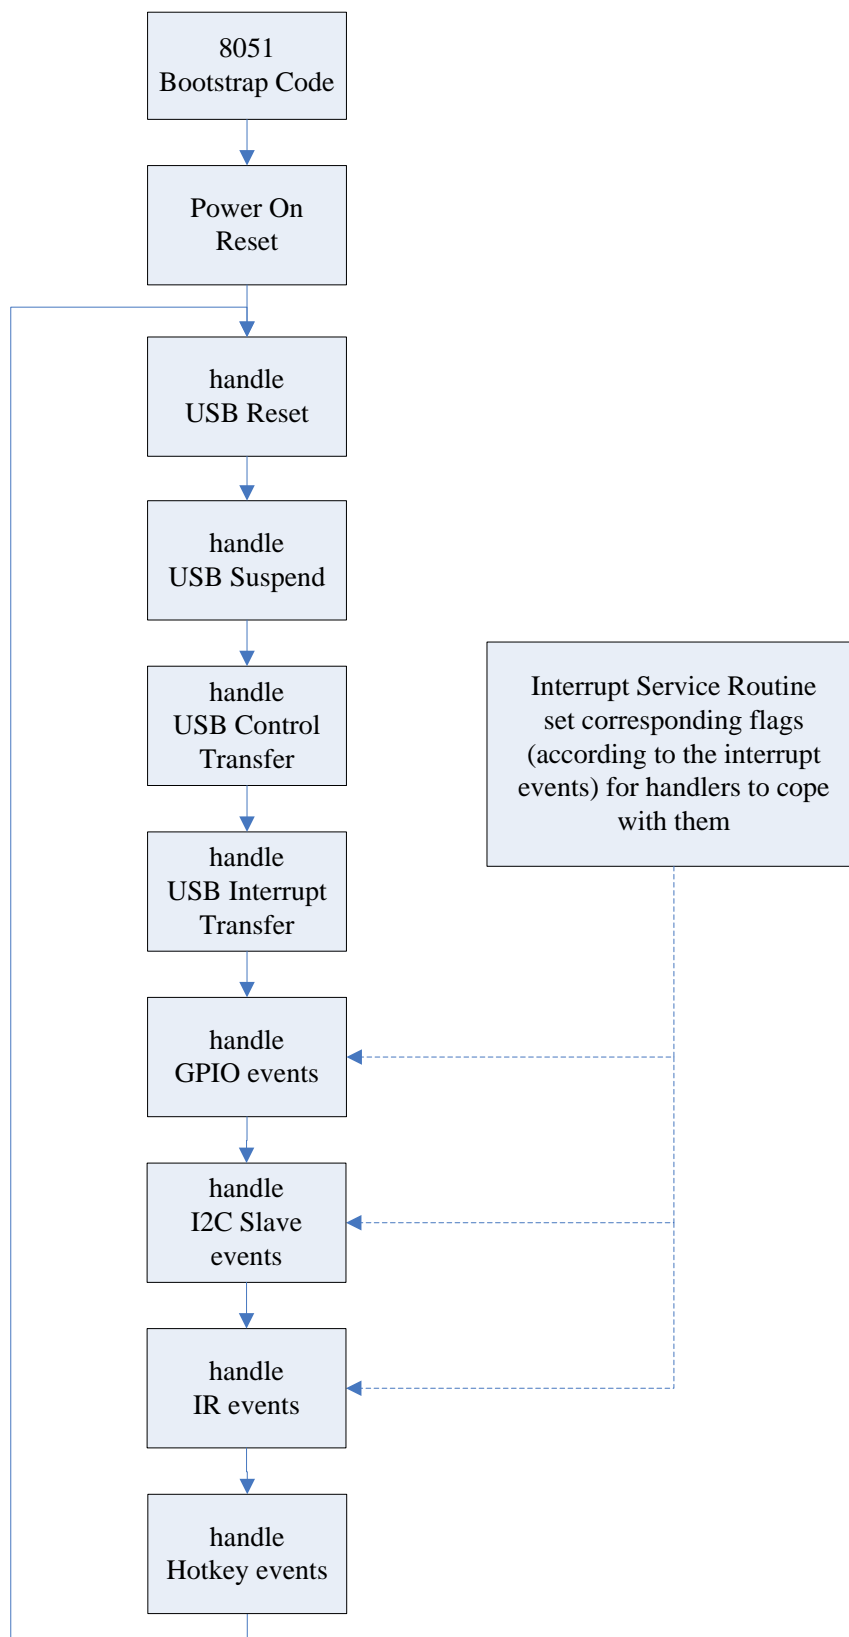 8051
Bootstrap Code
Power On
Reset
handle
USB Reset
handle
USB Suspend
handle
USB Control
Transfer
Interrupt Service Routine
set corresponding flags
(according to the interrupt
events) for handlers to cope
with them
handle
USB Interrupt
Transfer
handle
GPIO events
handle
I2C Slave
events
handle
IR events
handle
Hotkey events